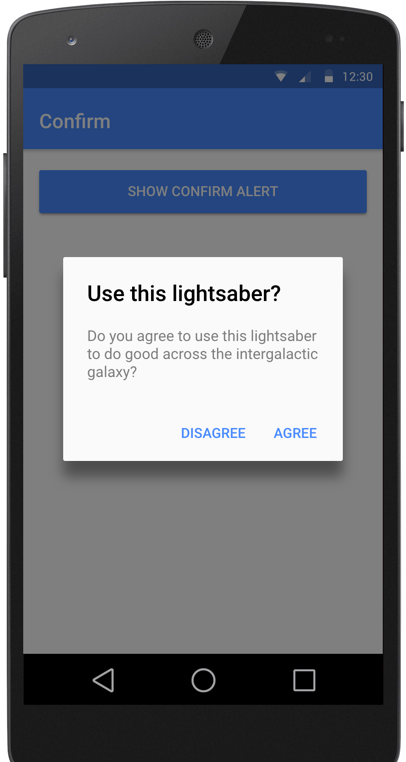 12:30
Confirm
SHOW CONFIRM ALERT
Use this lightsaber?
Do you agree to use this lightsaber
to do good across the intergalactic
galaxy?
DISAGREE AGREE